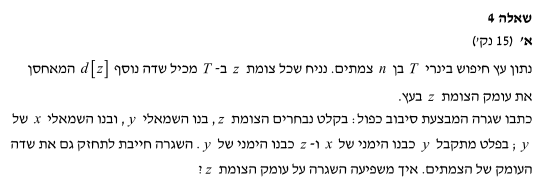 שאלה 4
א' (15 נק')
נתון עץ חיפוש בינרי T בן n צמתים. נניח שכל צומת z ב- T מכיל שדה נוסף d[z] המאחסן
את עומק הצומת z בעץ.
כתבו שגרה המבצעת סיבוב כפול: בקלט נבחרים הצומת z, בנו השמאלי y, ובנו השמאלי x של
y; בפלט מתקבל y כבנו הימני של x ו- z כבנו הימני של y. השגרה חייבת לתחזק גם את שדה
העומק של הצמתים. איך משפיעה השגרה על עומק הצומת z?